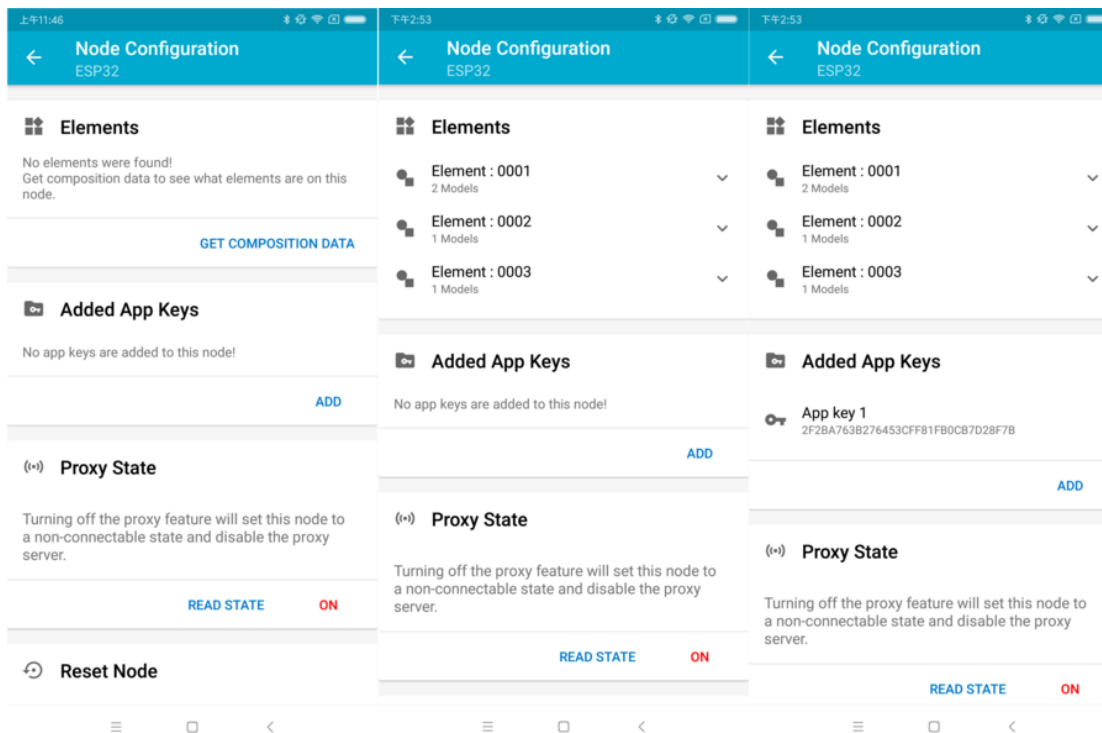 上午11:46
Node Configuration
ESP32
Elements
No elements were found!
Get composition data to see what elements are on this
node.
GET COMPOSITION DATA
Added App Keys
No app keys are added to this node!
ADD
Proxy State
Turning off the proxy feature will set this node to
a non-connectable state and disable the proxy
server.
READ STATE
ON
Reset Node
下午2:53
Node Configuration
ESP32
Elements
Element : 0001
2 Models
Element : 0002
1 Models
Element : 0003
1 Models
Added App Keys
No app keys are added to this node!
ADD
Proxy State
Turning off the proxy feature will set this node to
a non-connectable state and disable the proxy
server.
READ STATE
ON
下午2:53
Node Configuration
ESP32
Elements
Element : 0001
2 Models
Element : 0002
1 Models
Element : 0003
1 Models
Added App Keys
App key 1
2F2BA763B276453CFF81FB0CB7D28F7B
ADD
Proxy State
Turning off the proxy feature will set this node to
a non-connectable state and disable the proxy
server.
READ STATE
ON